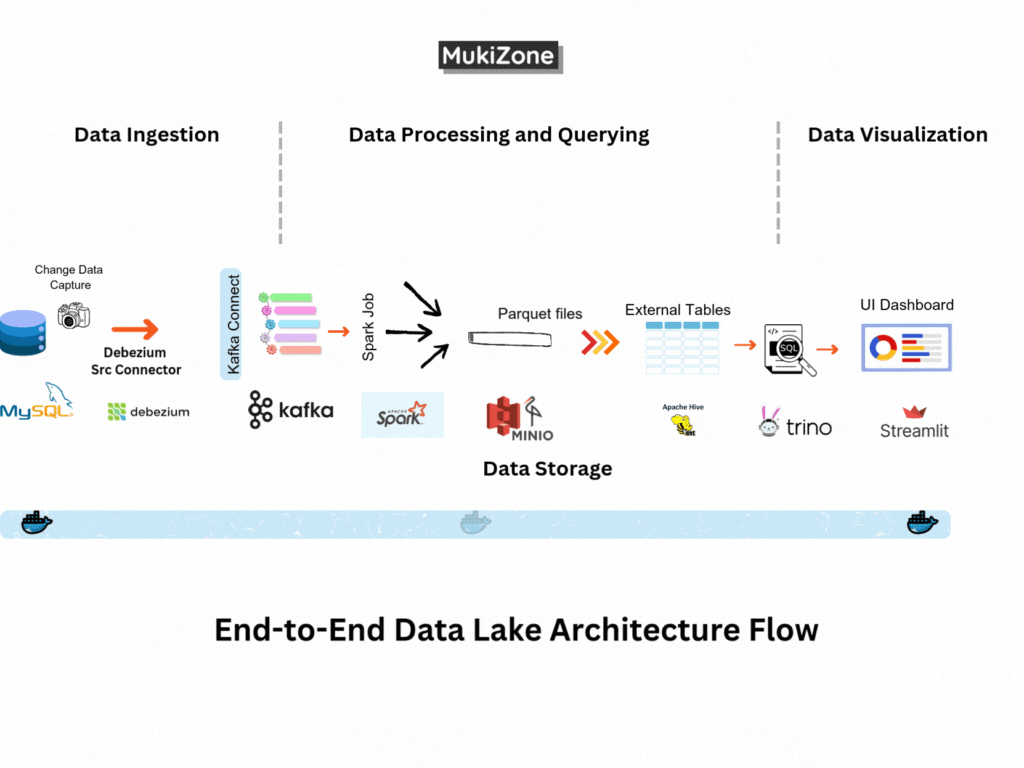 MukiZone
Data Ingestion
Data Processing and Querying
Data Visualization
Change Data
Capture
Debezium
Src Connector
Kafka Connect
Spark Job
Parquet files
External Tables
</>
SQL
UI Dashboard
MySQL
debezium
kafka
APACHE
Spark
MINIO
Apache Hive
HIVE
trino
Streamlit
Data Storage
End-to-End Data Lake Architecture Flow